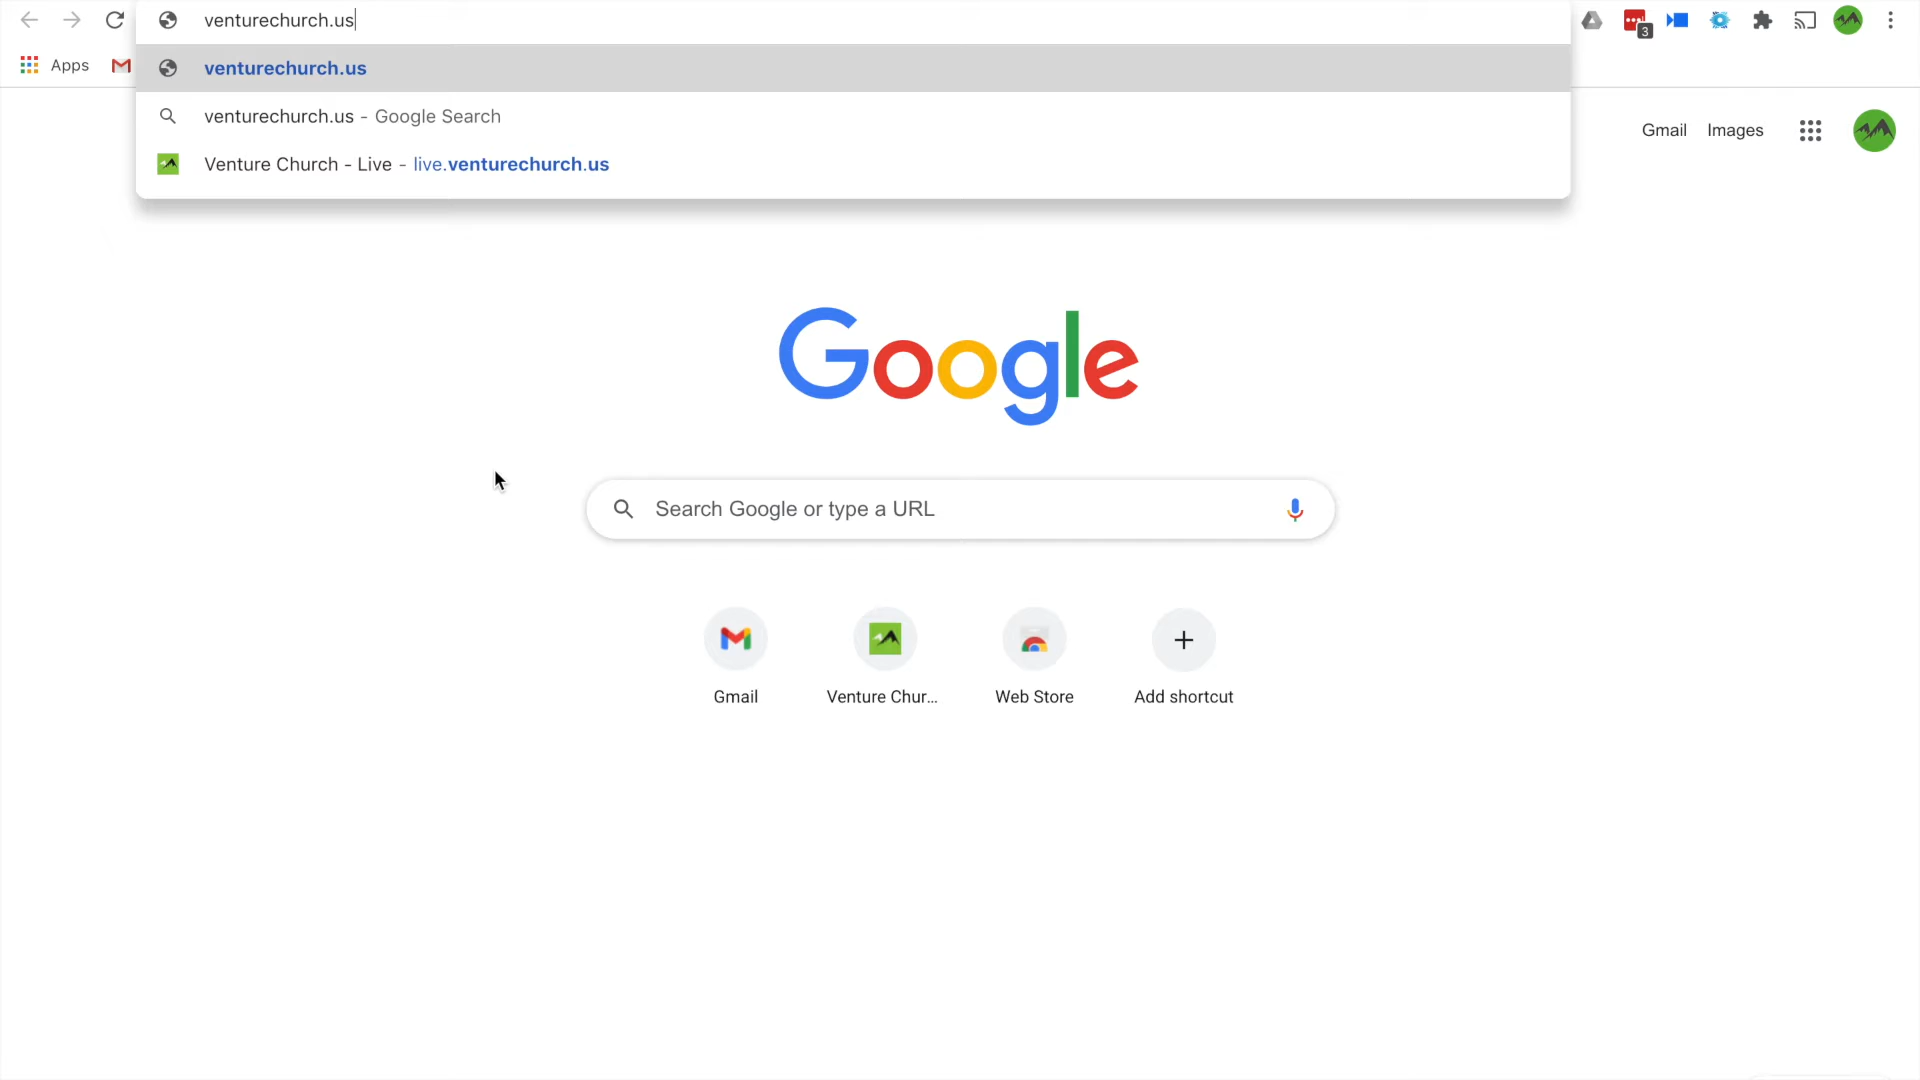 venturechurch.us
3
Apps
venturechurch.us
venturechurch.us - Google Search
Venture Church - Live - live.venturechurch.us
Gmail Images
Google
Search Google or type a URL
Gmail Venture Chur... Web Store Add shortcut